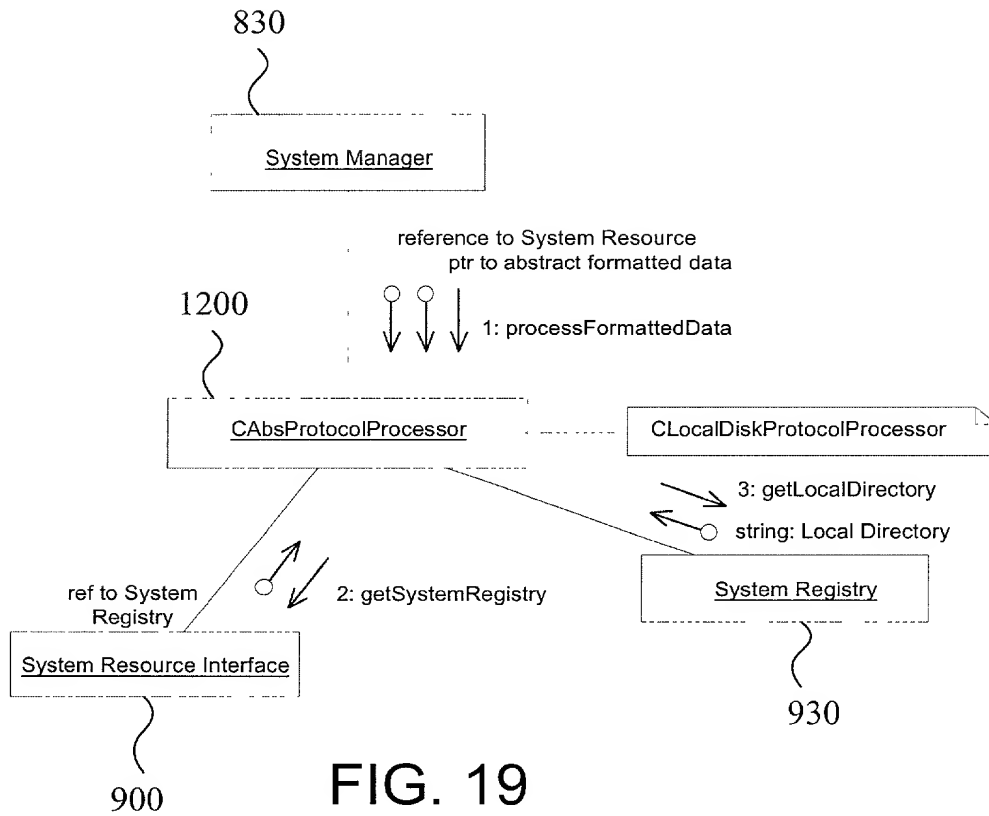 830
System Manager
reference to System Resource
ptr to abstract formatted data
1200
1: processFormattedData
CAbsProtocolProcessor
CLocalDiskProtocolProcessor
3: getLocalDirectory
string: Local Directory
ref to System
Registry
2: getSystemRegistry
System Registry
System Resource Interface
930
900
FIG. 19